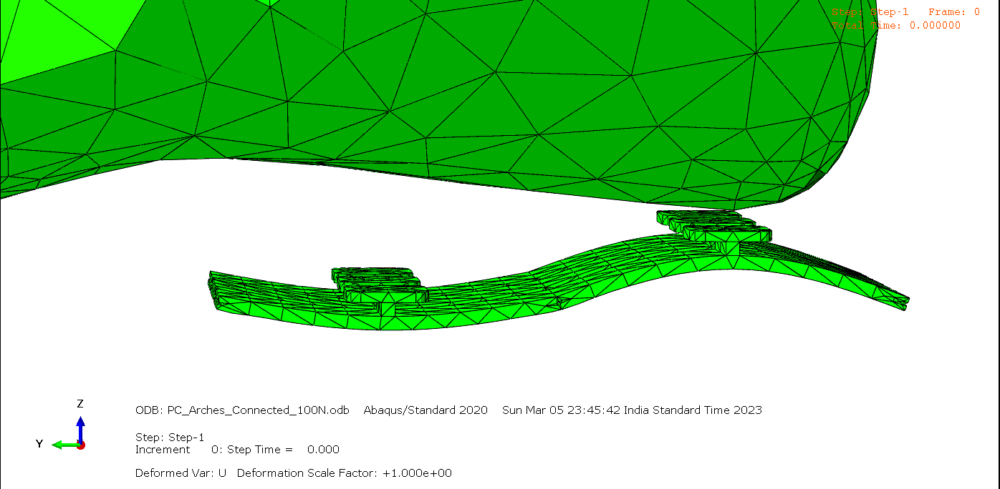 Step: Step-1   Frame: 0
Total Time: 0.000000
Z
Y
ODB: PC_Arches_Connected_100N.odb    Abaqus/Standard 2020    Sun Mar 05 23:45:42 India Standard Time 2023
Step: Step-1
Increment     0: Step Time =    0.000
Deformed Var: U   Deformation Scale Factor: +1.000e+00